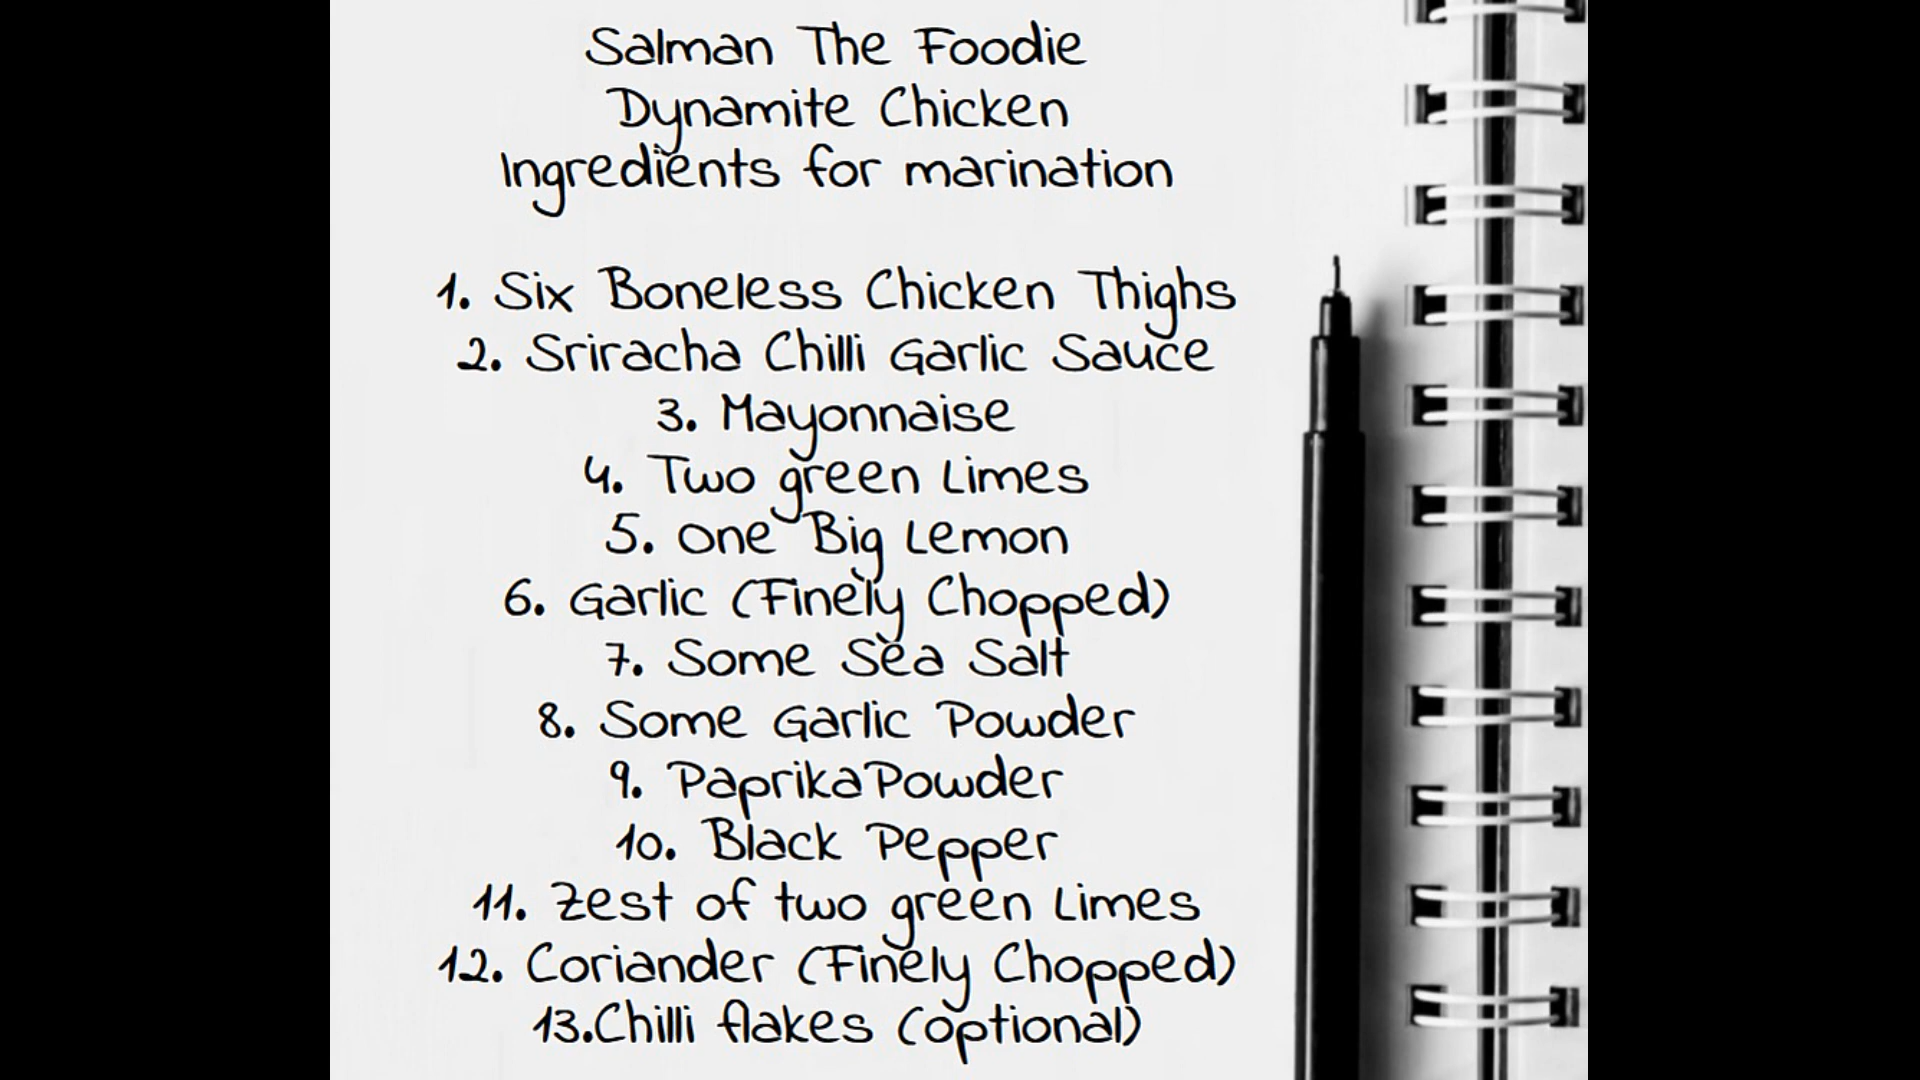 Salman The Foodie
Dynamite Chicken
Ingredients for marination
1. Six Boneless Chicken Thighs
2. Sriracha Chilli Garlic Sauce
3. Mayonnaise
4. Two green Limes
5. One Big Lemon
6. Garlic (Finely Chopped)
7. Some Sea Salt
8. Some Garlic Powder
9. Paprika Powder
10. Black Pepper
11. Zest of two green Limes
12. Coriander (Finely Chopped)
13.Chilli flakes (optional)